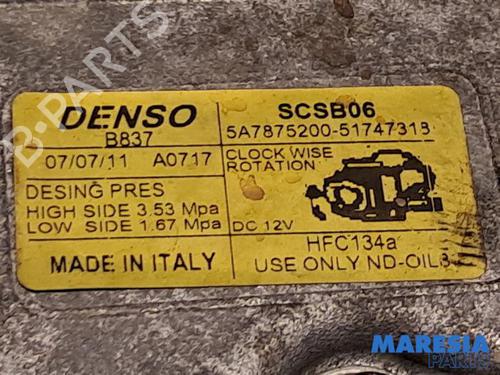 DENSO
B837
07/07/11 A0717
DESING PRES
HIGH SIDE 3.53 Mpa
LOW SIDE 1.67 Mpa
MADE IN ITALY
SCSB06
5A7875200-51747318
CLOCK WISE
ROTATION
DC 12V
HFC134a
USE ONLY ND-OIL8
B-PARTS
MARESIA
PARTS